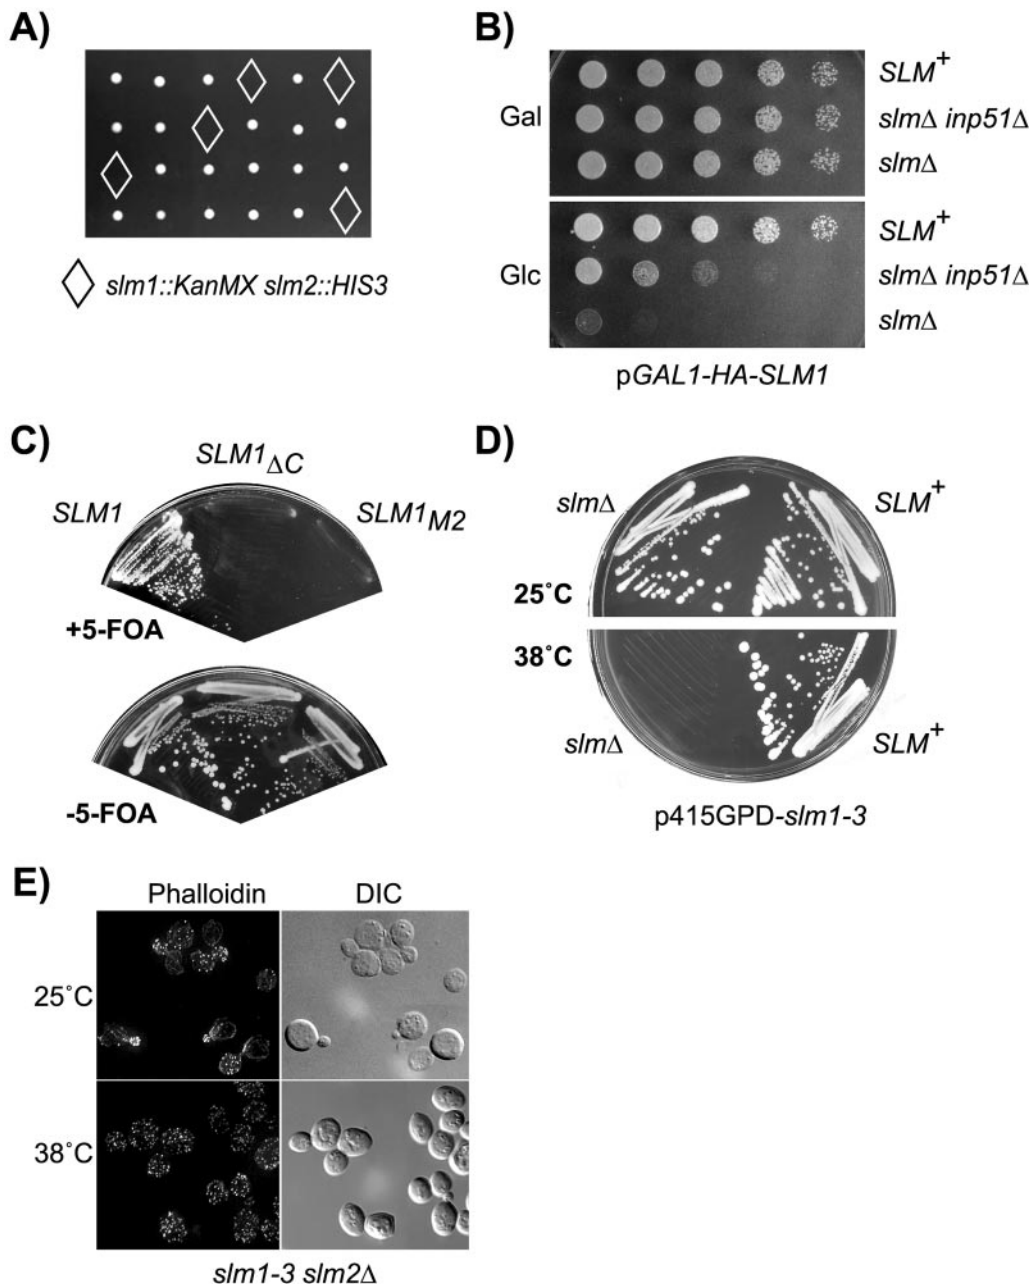 A)
slm1::KanMX slm2::HIS3
B)
Gal
SLM+
slmΔ inp51Δ
slmΔ
Glc
SLM+
slmΔ inp51Δ
slmΔ
pGAL1-HA-SLM1
C)
SLM1
SLM1ΔC
SLM1M2
+5-FOA
-5-FOA
D)
slmΔ
SLM+
25˚C
38˚C
slmΔ
SLM+
p415GPD-slm1-3
E)
Phalloidin DIC
25˚C
38˚C
slm1-3 slm2Δ